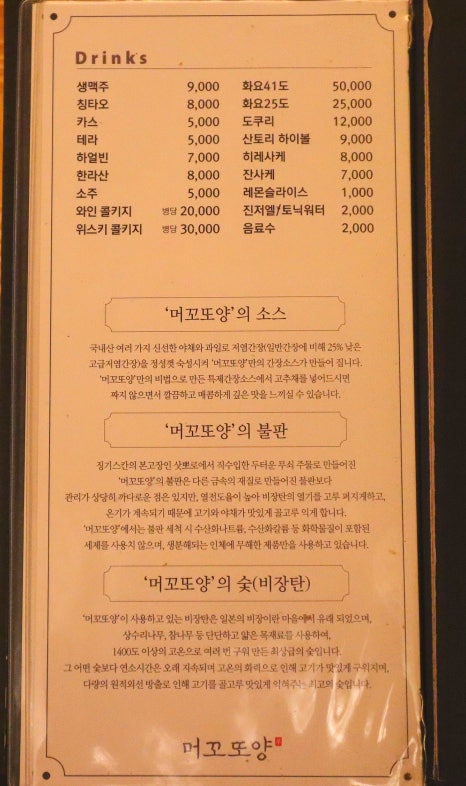 Drinks
생맥주 9,000
칭타오 8,000
카스 5,000
테라 5,000
하얼빈 7,000
한라산 8,000
소주 5,000
와인 콜키지 병당 20,000
위스키 콜키지 병당 30,000
화요41도 50,000
화요25도 25,000
도쿠리 12,000
산토리 하이볼 9,000
히레사케 8,000
잔사케 7,000
레몬슬라이스 1,000
진저엘/토닉워터 2,000
음료수 2,000
‘머꼬또양’의 소스
국내산 여러 가지 신선한 야채와 과일로 저염간장(일반간장에 비해 25% 낮은
고급저염간장)을 정성껏 숙성시켜 ‘머꼬또양’만의 간장소스가 만들어 집니다.
‘머꼬또양’만의 비법으로 만든 특제간장소스에서 고추채를 넣어드시면
짜지 않으면서 깔끔하고 매콤하게 깊은 맛을 느끼실 수 있습니다.
‘머꼬또양’의 불판
징기스칸의 본고장인 삿뽀로에서 직수입한 두터운 무쇠 주물로 만들어진
‘머꼬또양’의 불판은 다른 금속의 재질로 만들어진 불판보다
관리가 상당히 까다로운 점은 있지만, 열전도율이 높아 비장탄의 열기를 고루 퍼지게하고,
온기가 계속되기 때문에 고기와 야채가 맛있게 골고루 익게 합니다.
‘머꼬또양’에서는 불판 세척 시 수산화나트륨, 수산화칼륨 등 화학물질이 포함된
세제를 사용치 않으며, 생분해되는 인체에 무해한 제품만을 사용하고 있습니다.
‘머꼬또양’의 숯(비장탄)
‘머꼬또양’이 사용하고 있는 비장탄은 일본의 비장이란 마을에서 유래 되었으며,
상수리나무, 참나무 등 단단하고 얇은 목재료를 사용하여,
1400도 이상의 고온으로 여러 번 구워 만든 최상급의 숯입니다.
그 어떤 숯보다 연소시간은 오래 지속되며 고온의 화력으로 인해 고기가 맛있게 구워지며,
다량의 원적외선 방출로 인해 고기를 골고루 맛있게 익혀주는 최고의 숯입니다.
머꼬또양